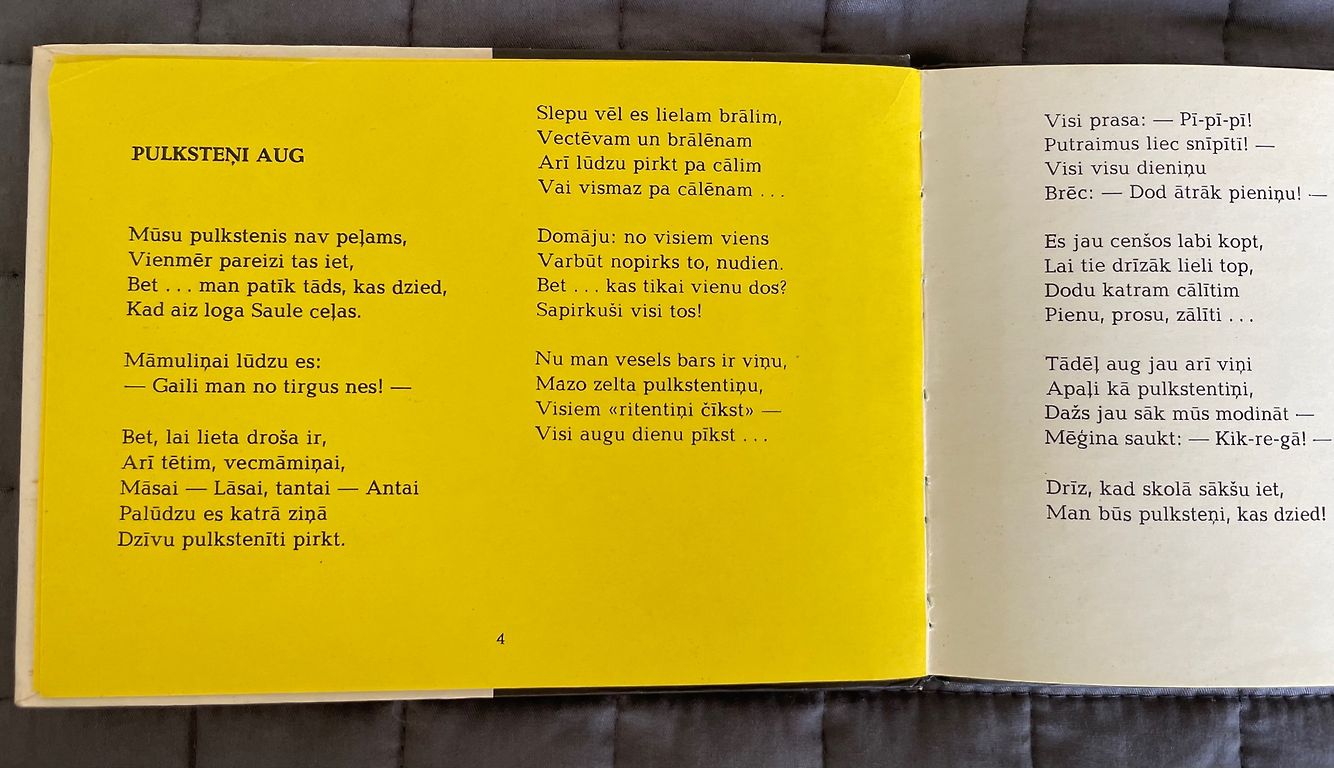 PULKSTEŅI AUG
Mūsu pulkstenis nav peļams,
Vienmēr pareizi tas iet,
Bet . . . man patīk tāds, kas dzied,
Kad aiz loga Saule ceļas.
Māmuliņai lūdzu es:
— Gaili man no tirgus nes! —
Bet, lai lieta droša ir,
Arī tētim, vecmāmiņai,
Māsai — Lāsai, tantai — Antai
Palūdzu es katrā ziņā
Dzīvu pulkstenīti pirkt.
Slepu vēl es lielam brālim,
Vectēvam un brālēnam
Arī lūdzu pirkt pa cālim
Vai vismaz pa cālēnam . . .
Domāju: no visiem viens
Varbūt nopirks to, nudien.
Bet . . . kas tikai vienu dos?
Sapirkuši visi tos!
Nu man vesels bars ir viņu,
Mazo zelta pulkstentiņu,
Visiem «ritentiņi čīkst» —
Visi augu dienu pīkst . . .
4
Visi prasa: — Pī-pī-pī!
Putraimus liec snīpītī! —
Visi visu dieniņu
Brēc: — Dod ātrāk pieniņu! —
Es jau cenšos labi kopt,
Lai tie drīzāk lieli top,
Dodu katram cālītim
Pienu, prosu, zālīti . . .
Tādēļ aug jau arī viņi
Apaļi kā pulkstentiņi,
Dažs jau sāk mūs modināt —
Mēģina saukt: — Kik-re-gā! —
Drīz, kad skolā sākšu iet,
Man būs pulksteņi, kas dzied!